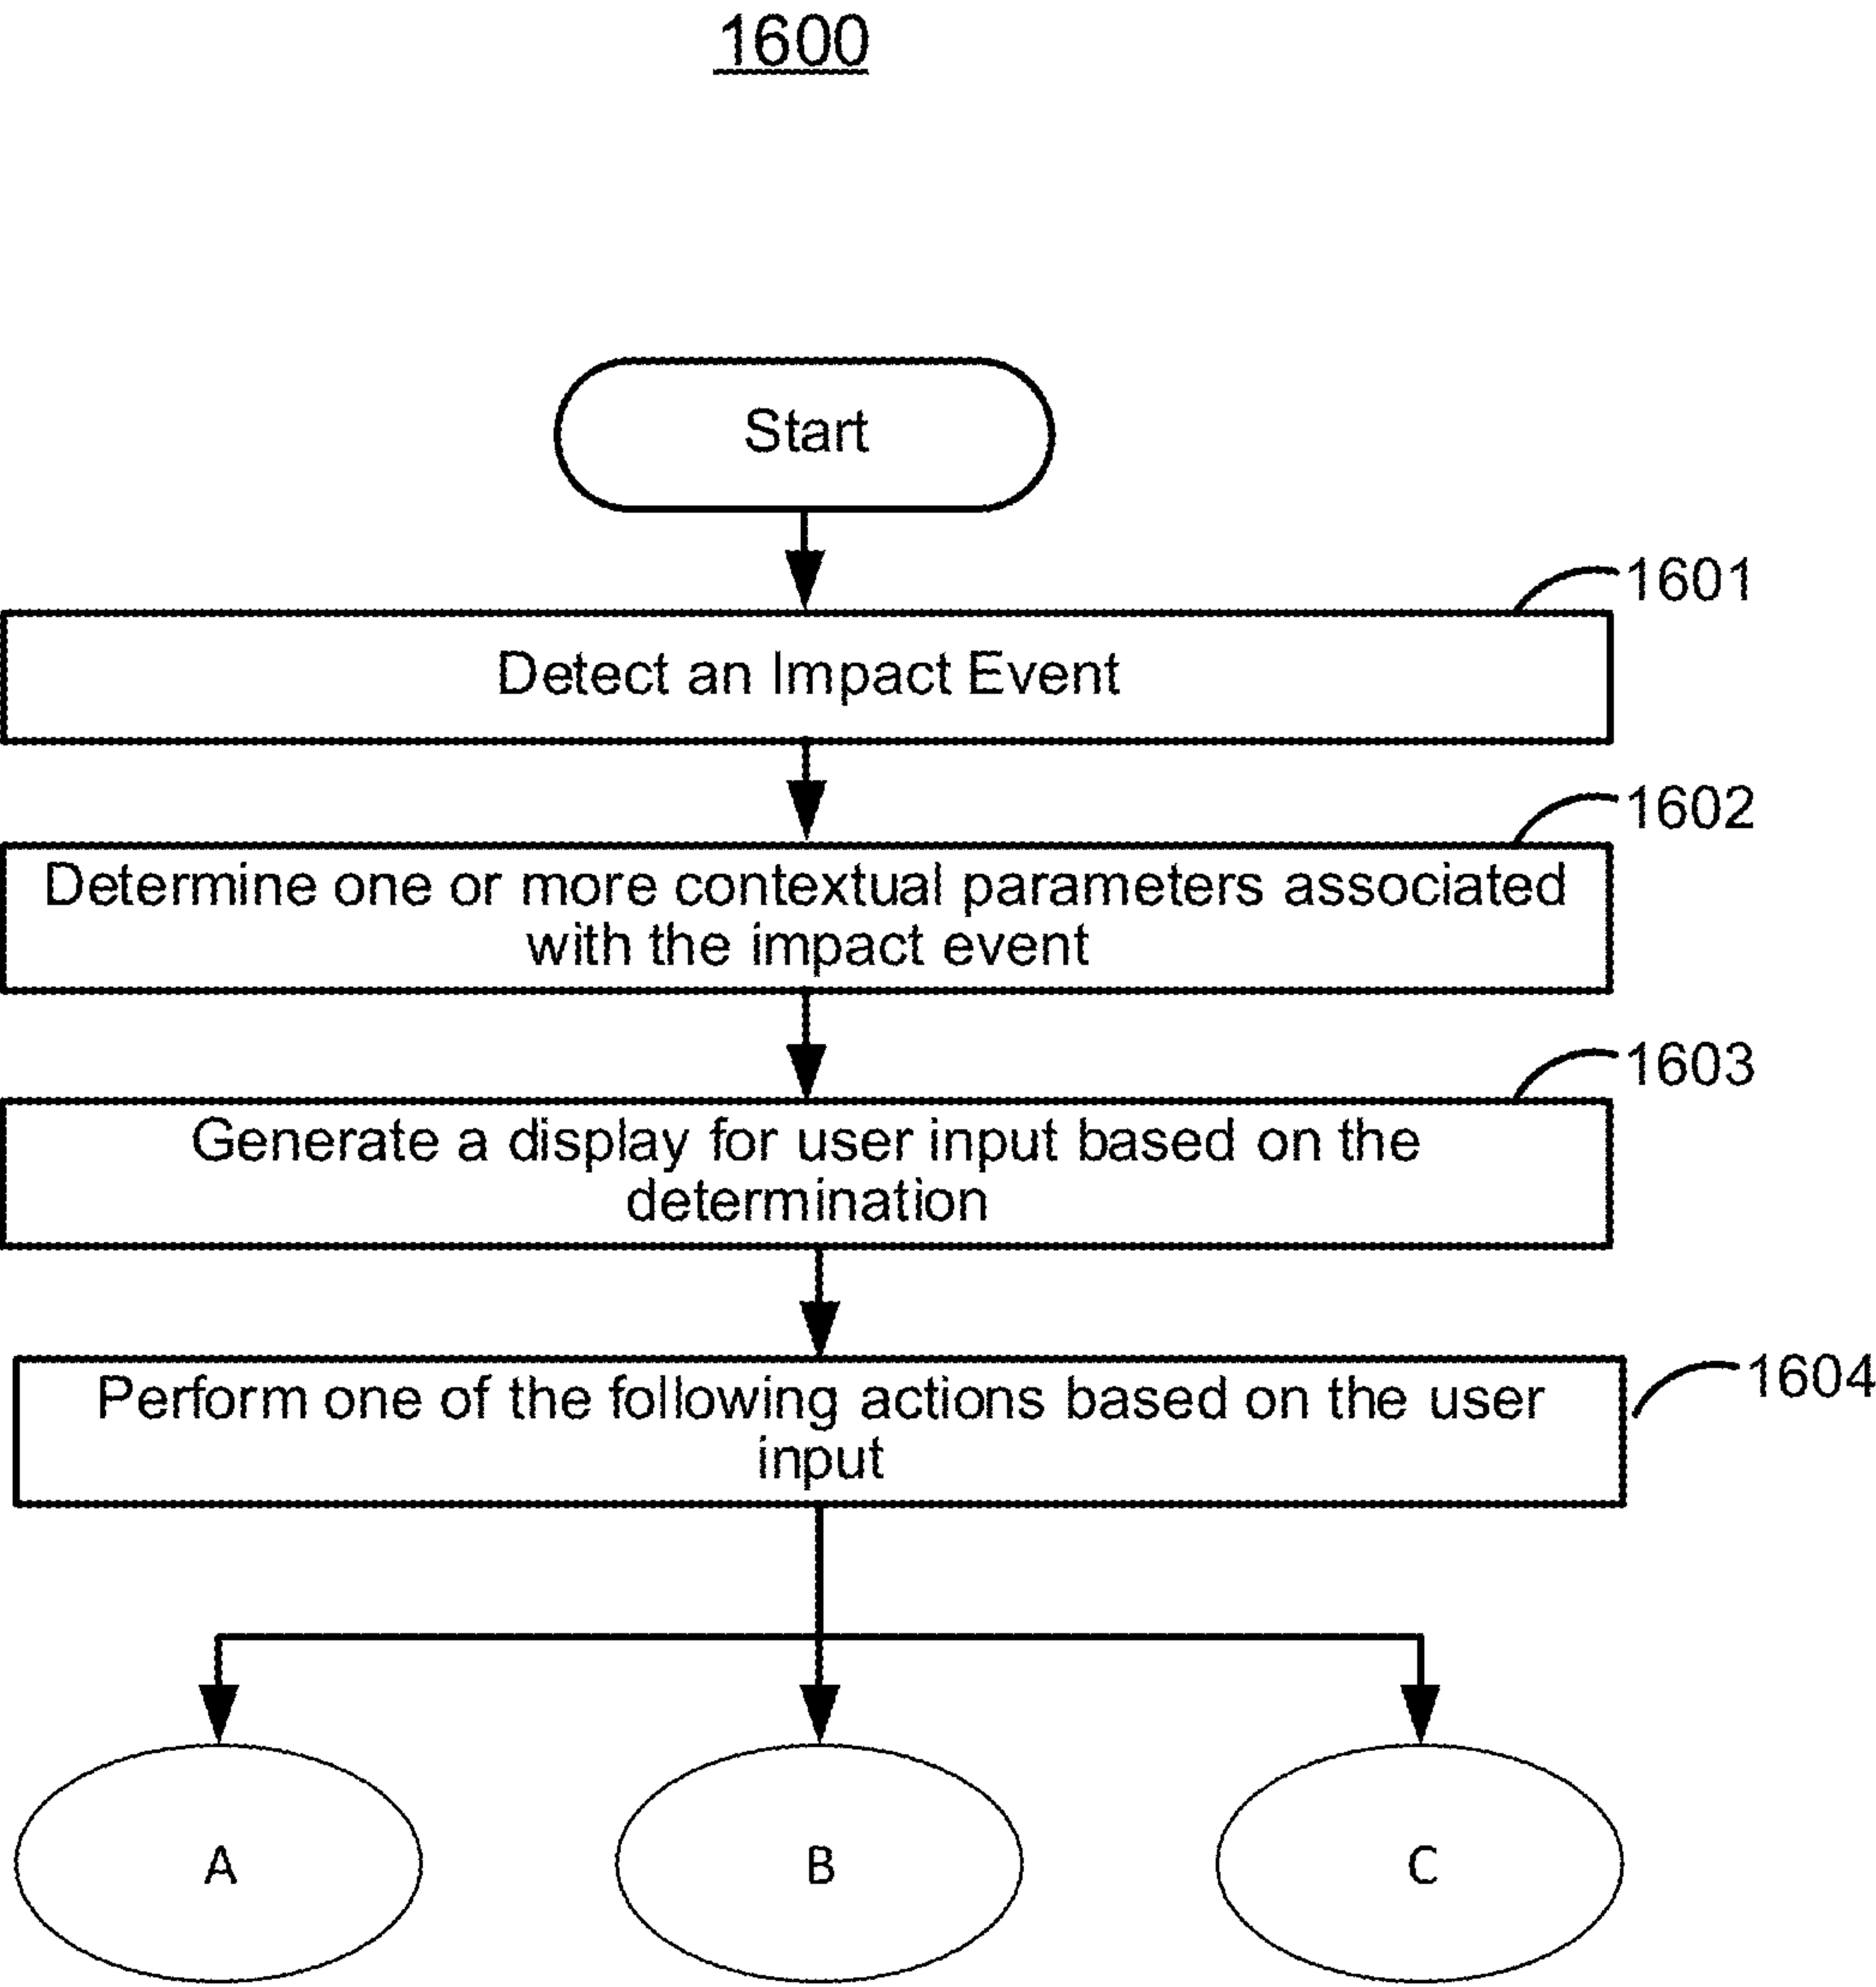 1600
Start
1601
Detect an Impact Event
1602
Determine one or more contextual parameters associated
with the impact event
1603
Generate a display for user input based on the
determination
1604
Perform one of the following actions based on the user
input
A
B
C